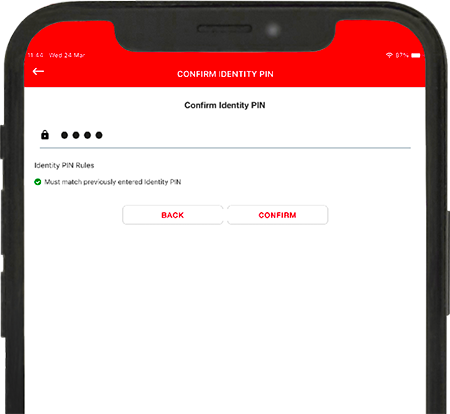 11:44 Wed 24 Mar 97%
CONFIRM IDENTITY PIN
Confirm Identity PIN
Identity PIN Rules
Must match previously entered Identity PIN
BACK CONFIRM